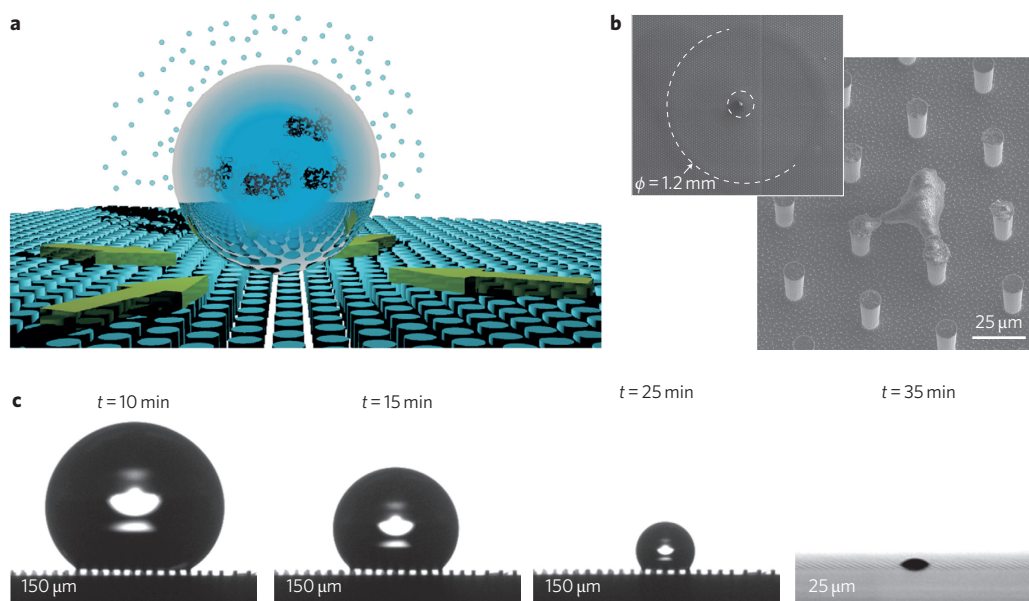 a
b
ϕ = 1.2 mm
25 µm
c
t = 10 min
t = 15 min
t = 25 min
t = 35 min
150 µm
150 µm
150 µm
25 µm